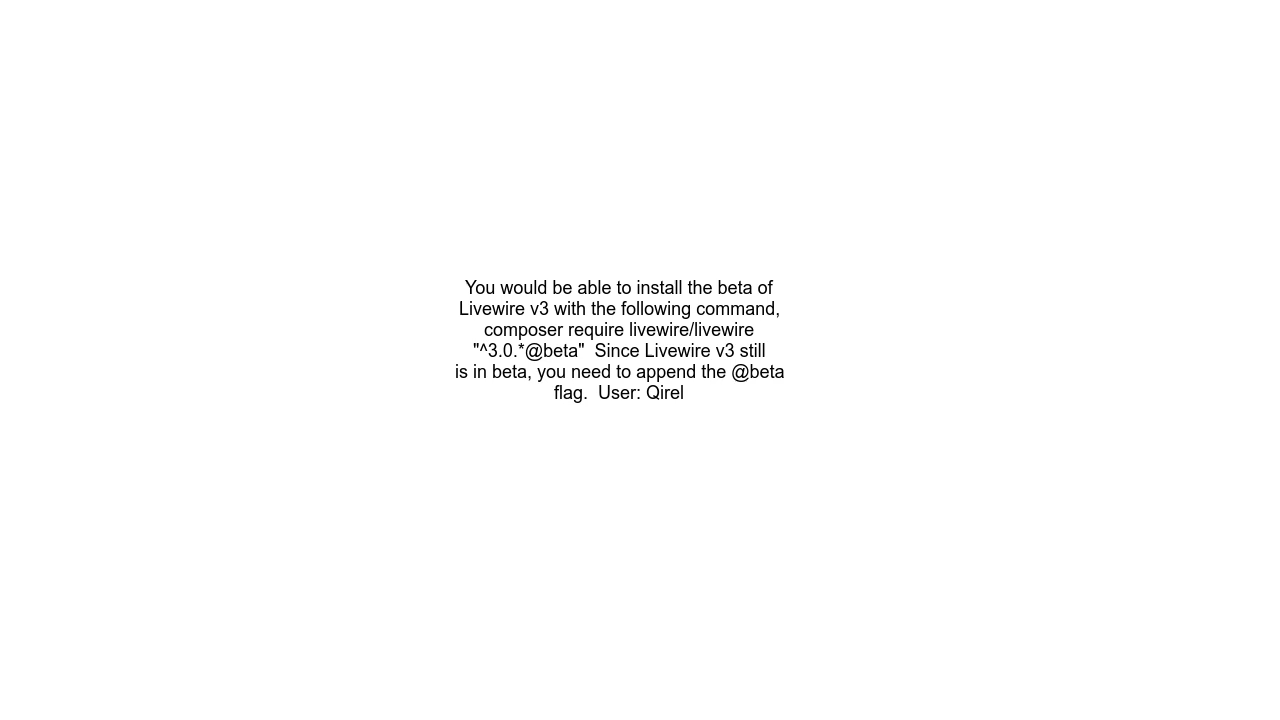 You would be able to install the beta of
Livewire v3 with the following command,
composer require livewire/livewire
"^3.0.*@beta"  Since Livewire v3 still
is in beta, you need to append the @beta
flag.  User: Qirel